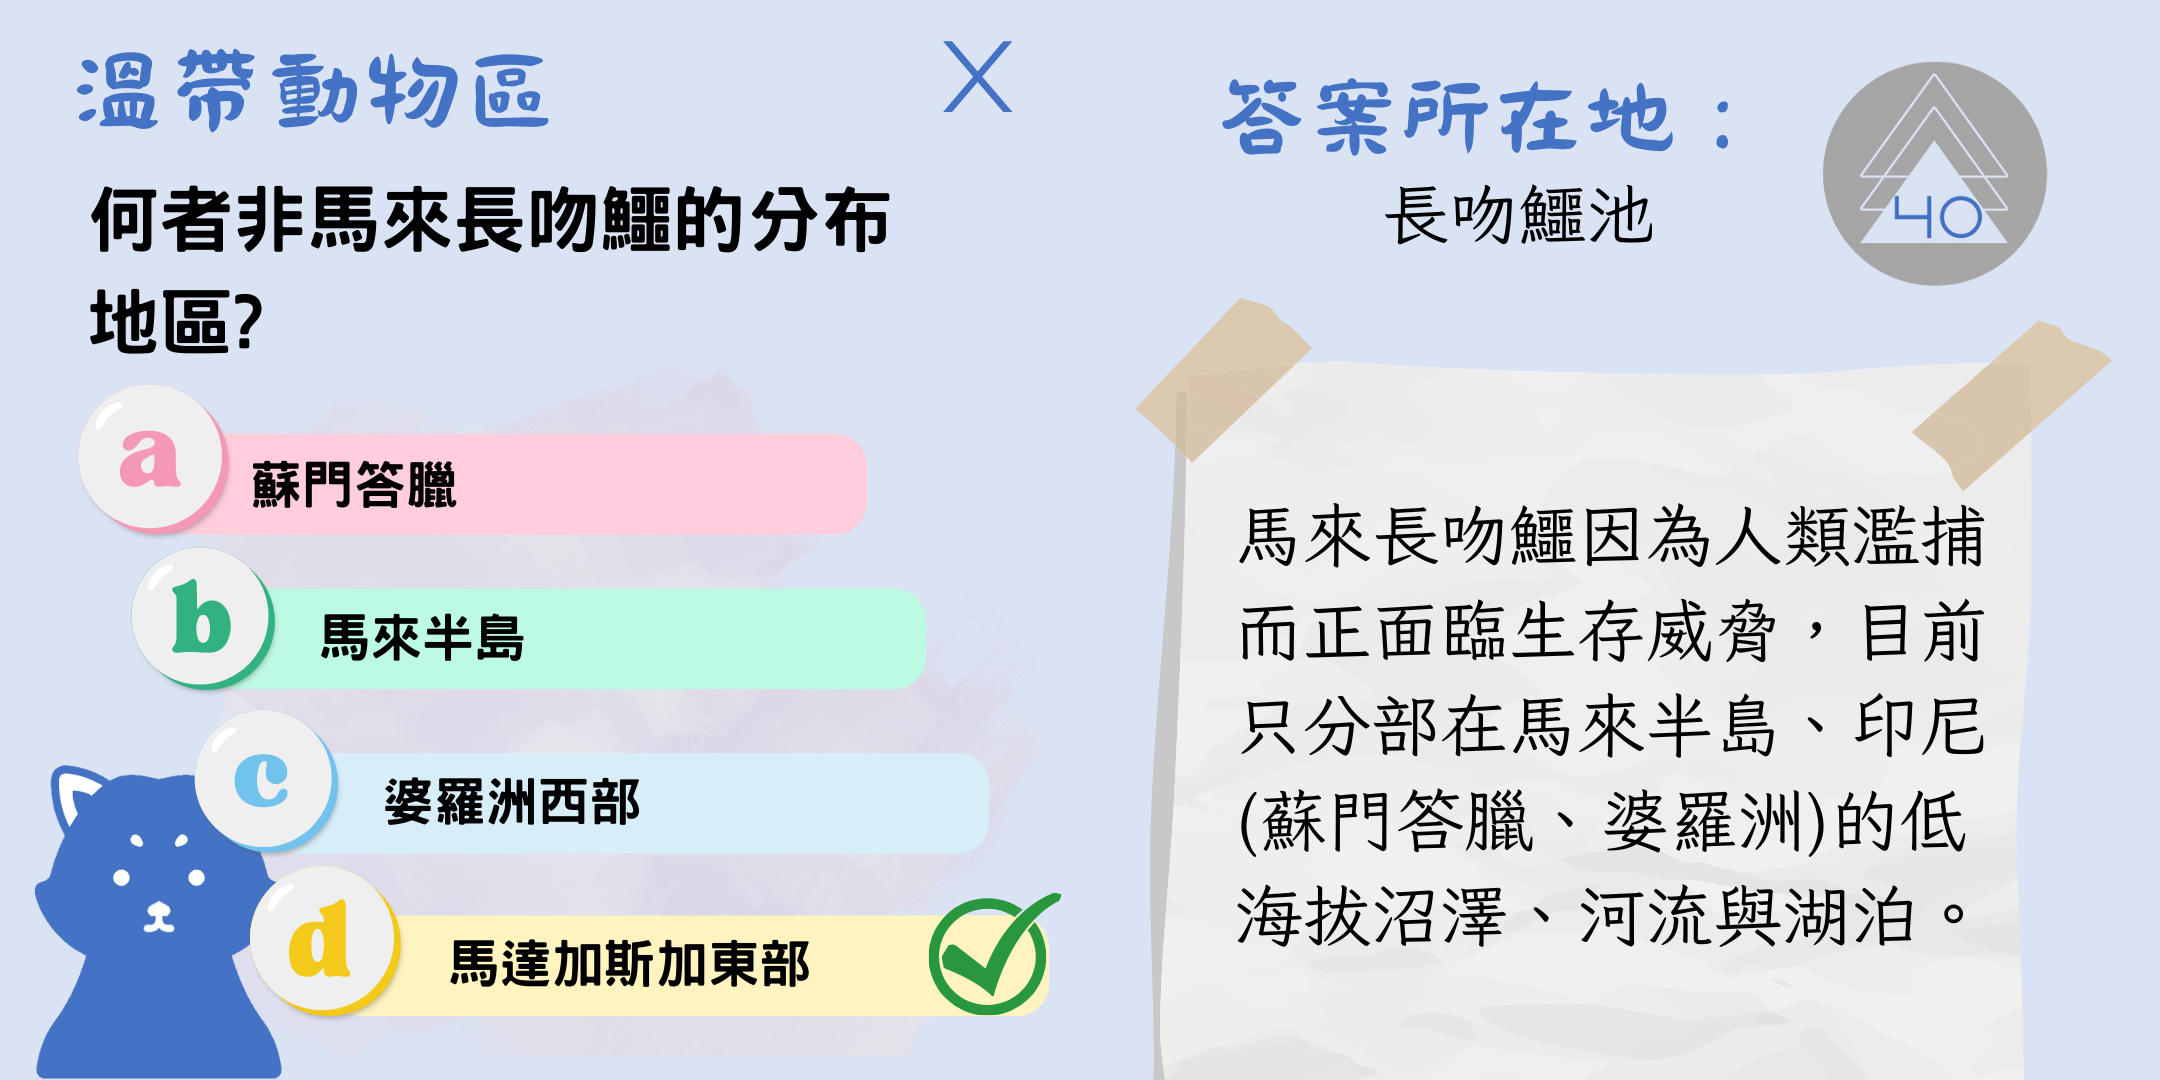 溫帶動物區
何者非馬來長吻鱷的分布
地區?
a
蘇門答臘
b
馬來半島
c
婆羅洲西部
d
馬達加斯加東部
答案所在地：
長吻鱷池
40
馬來長吻鱷因為人類濫捕
而正面臨生存威脅，目前
只分部在馬來半島、印尼
(蘇門答臘、婆羅洲)的低
海拔沼澤、河流與湖泊。